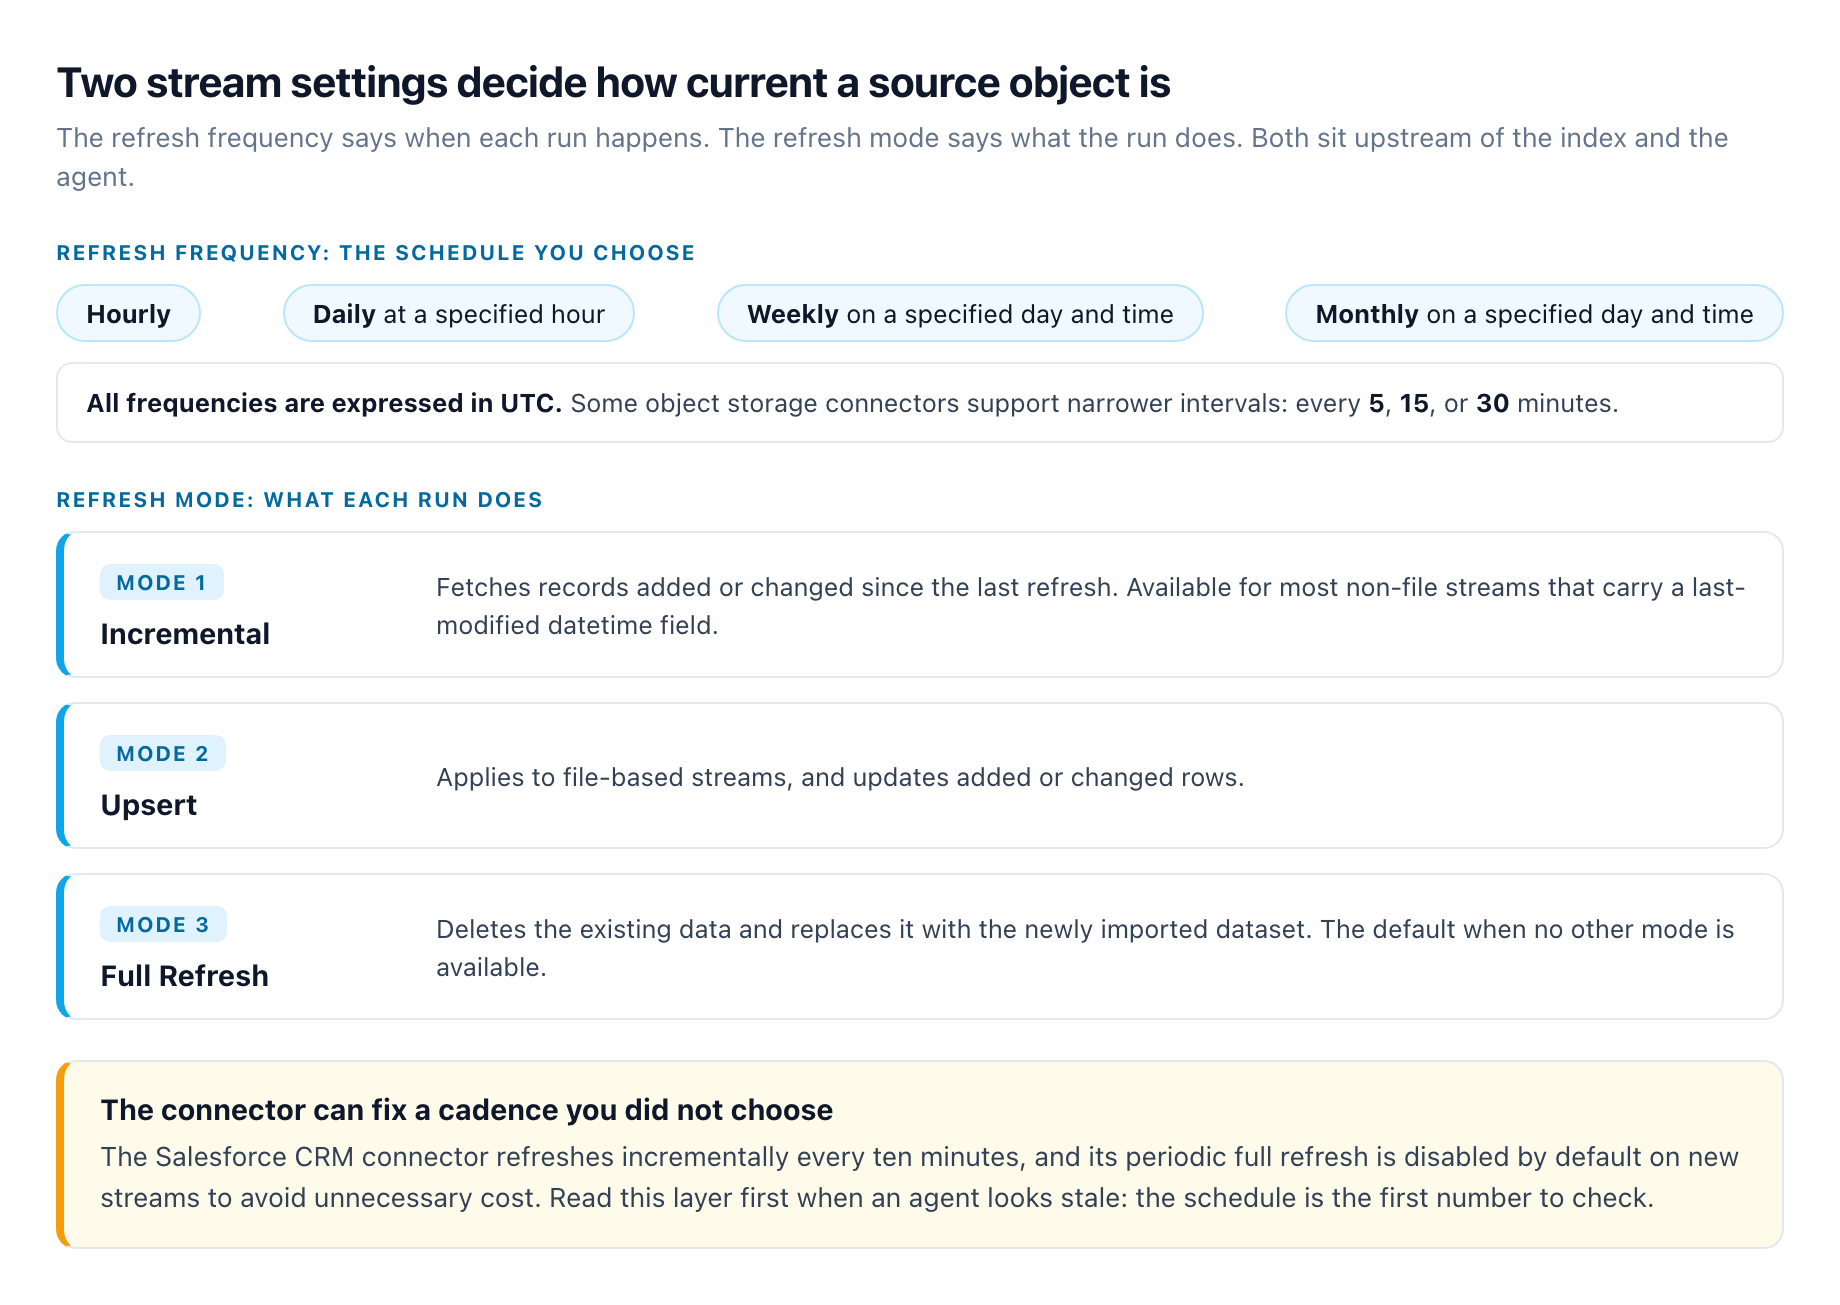 Two stream settings decide how current a source object is
The refresh frequency says when each run happens. The refresh mode says what the run does. Both sit upstream of the index and the
agent.
REFRESH FREQUENCY: THE SCHEDULE YOU CHOOSE
Hourly
Daily at a specified hour
Weekly on a specified day and time
Monthly on a specified day and time
All frequencies are expressed in UTC. Some object storage connectors support narrower intervals: every 5, 15, or 30 minutes.
REFRESH MODE: WHAT EACH RUN DOES
MODE 1
Incremental
Fetches records added or changed since the last refresh. Available for most non-file streams that carry a last-
modified datetime field.
MODE 2
Upsert
Applies to file-based streams, and updates added or changed rows.
MODE 3
Full Refresh
Deletes the existing data and replaces it with the newly imported dataset. The default when no other mode is
available.
The connector can fix a cadence you did not choose
The Salesforce CRM connector refreshes incrementally every ten minutes, and its periodic full refresh is disabled by default on new
streams to avoid unnecessary cost. Read this layer first when an agent looks stale: the schedule is the first number to check.